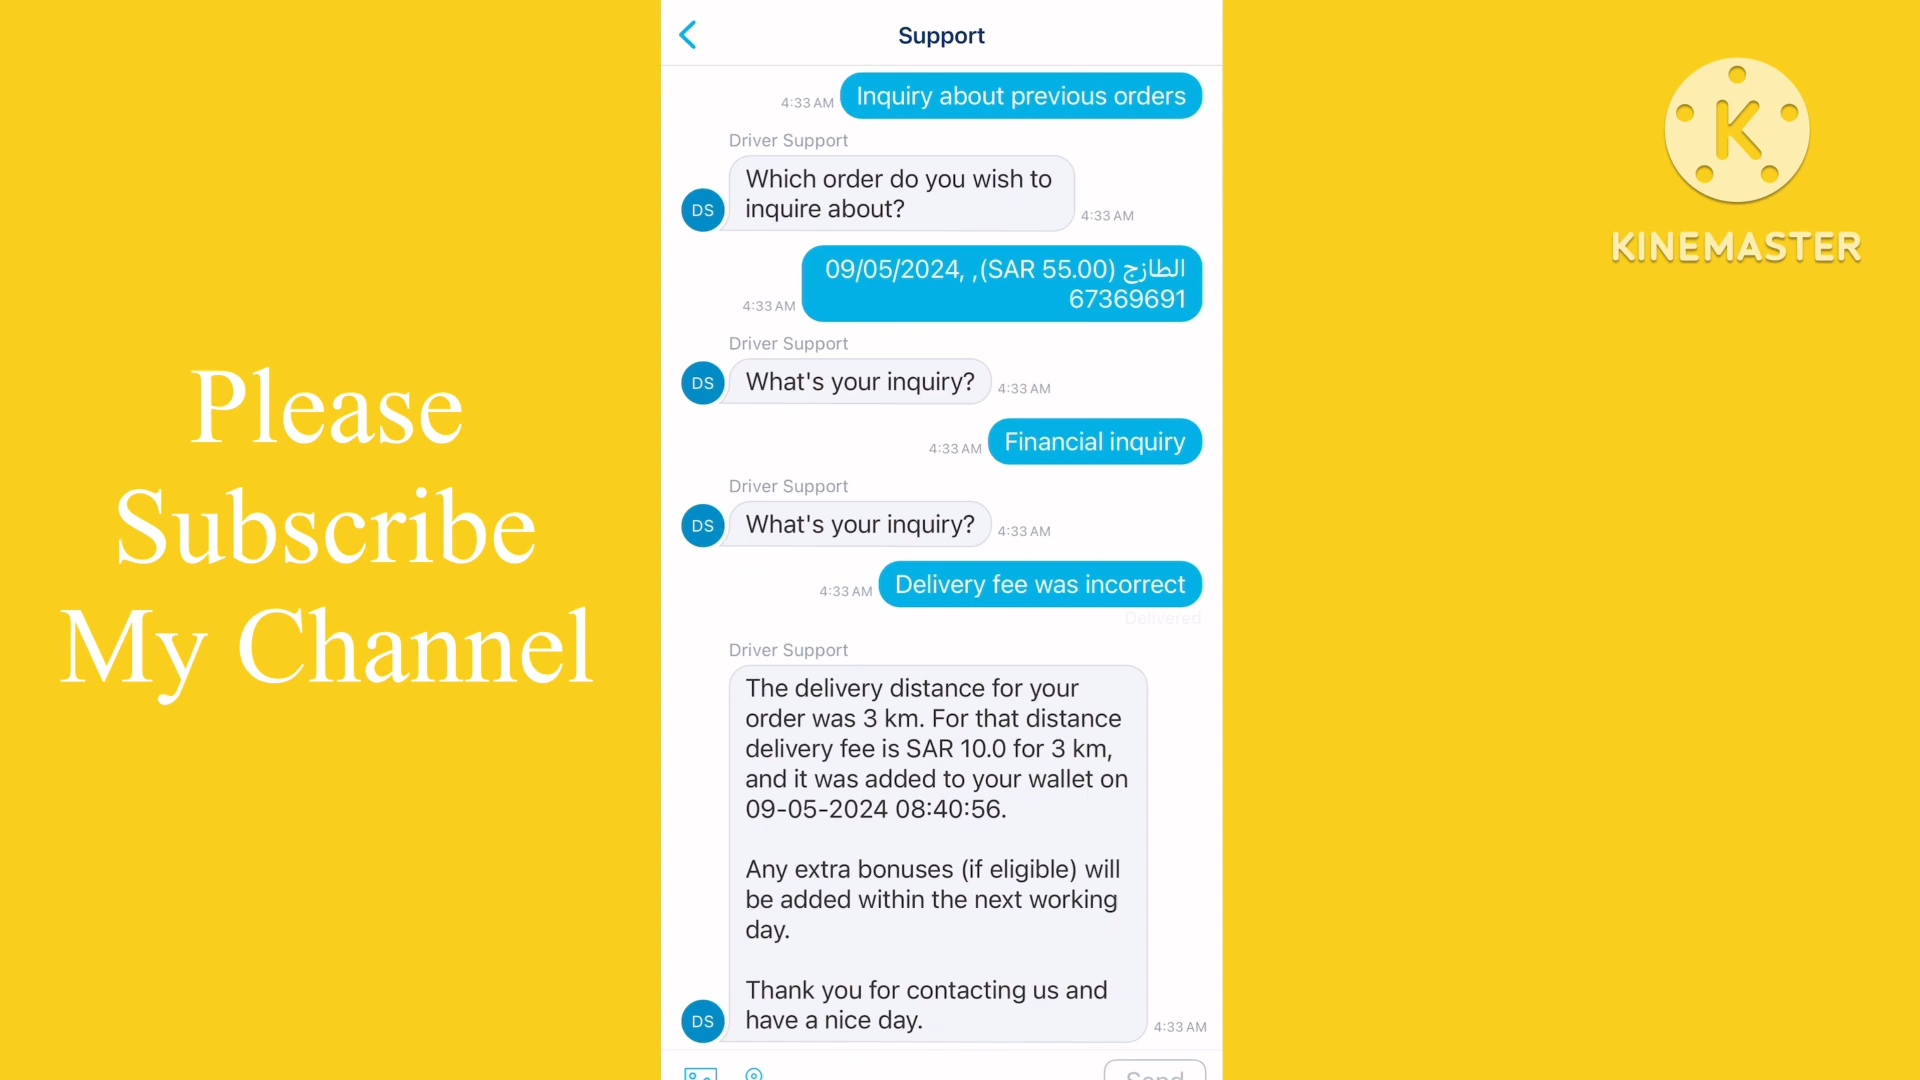 Please
Subscribe
My Channel
Support
Inquiry about previous orders
4:33 AM
Driver Support
Which order do you wish to
inquire about?
DS
4:33 AM
الطازج (SAR 55.00), 09/05/2024,
67369691
4:33 AM
Driver Support
What's your inquiry?
DS
4:33 AM
Financial inquiry
4:33 AM
Driver Support
What's your inquiry?
DS
4:33 AM
Delivery fee was incorrect
4:33 AM
Delivered
Driver Support
The delivery distance for your
order was 3 km. For that distance
delivery fee is SAR 10.0 for 3 km,
and it was added to your wallet on
09-05-2024 08:40:56.
Any extra bonuses (if eligible) will
be added within the next working
day.
Thank you for contacting us and
have a nice day.
DS
4:33 AM
Send
K
KINEMASTER